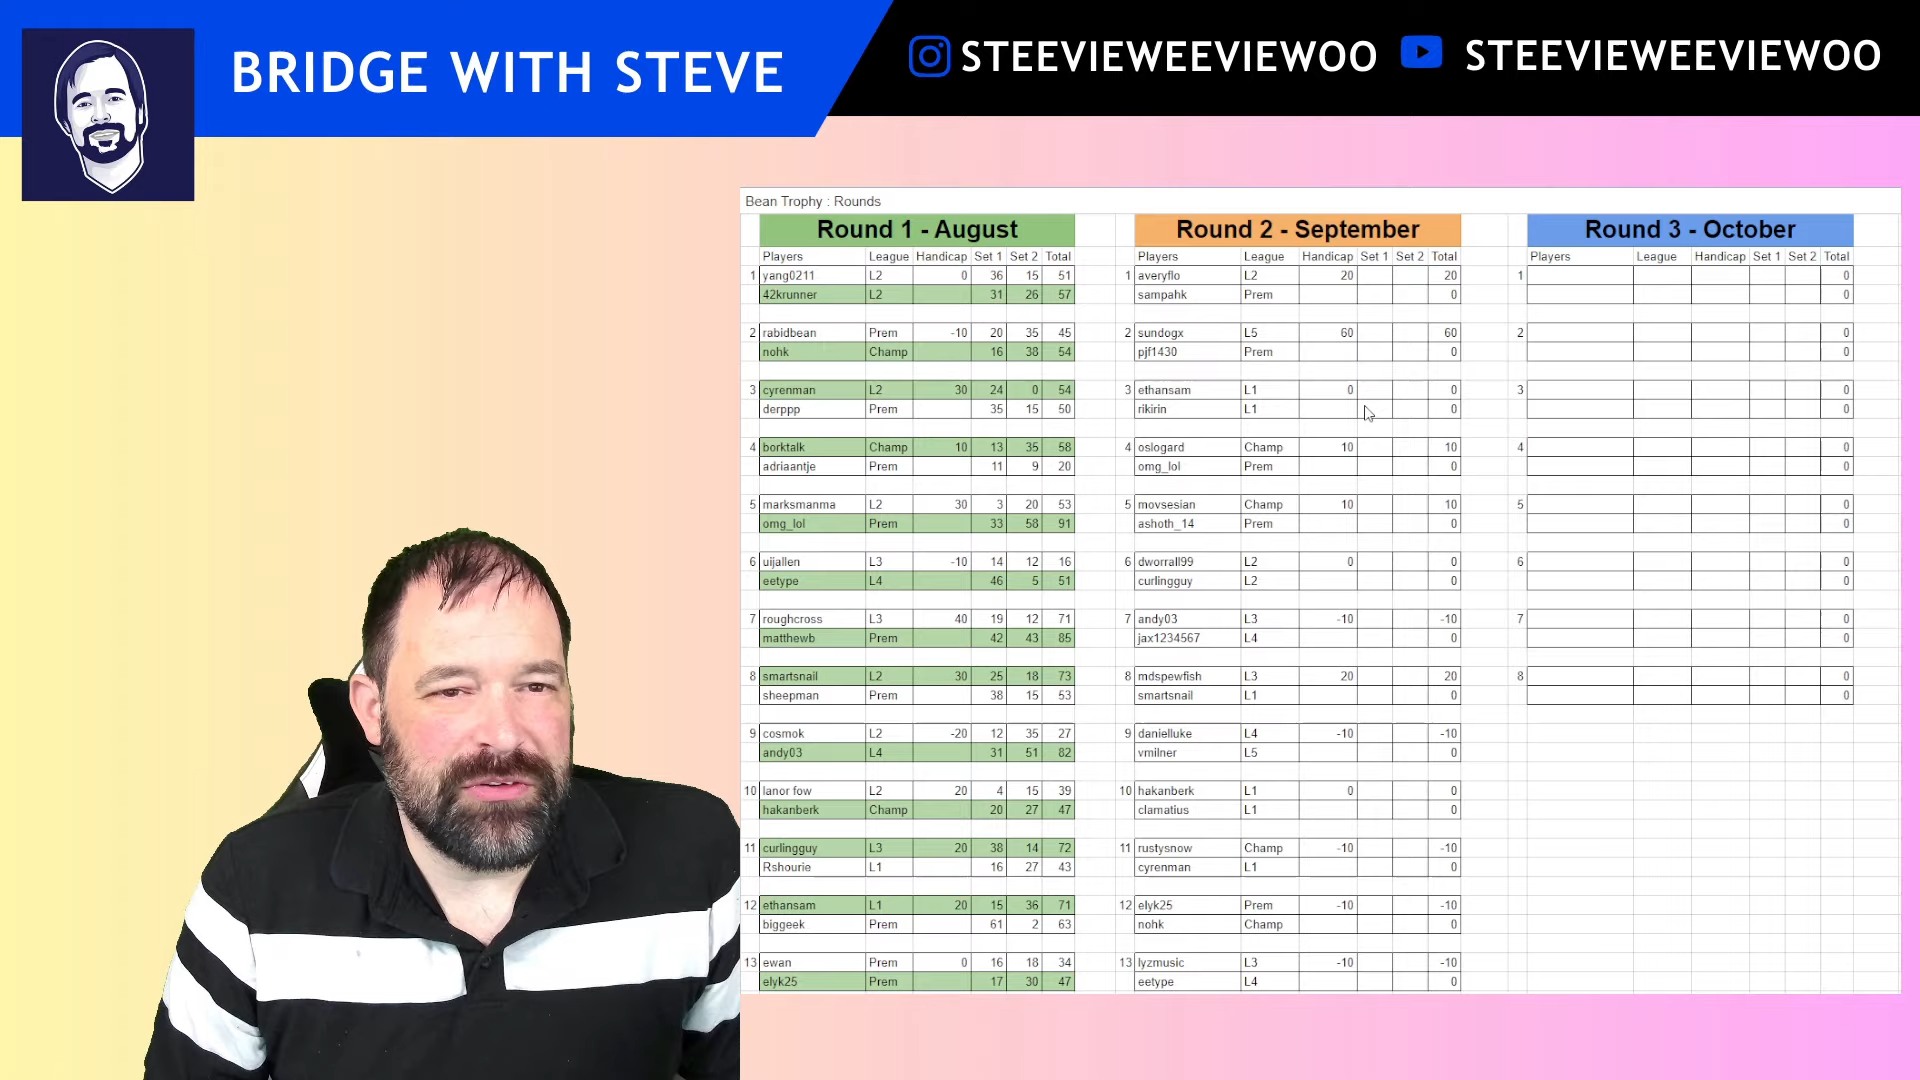 BRIDGE WITH STEVE
STEEVIEWEEVIEWOO STEEVIEWEEVIEWOO
Bean Trophy : Rounds
Round 1 - August Round 2 - September Round 3 - October
Players League Handicap Set 1 Set 2 Total Players League Handicap Set 1 Set 2 Total Players League Handicap Set 1 Set 2 Total
1 yang0211 L2 0 36 15 51 1 averyflo L2 20 20 1 0
42krunner L2 31 26 57 sampahk Prem 0 0
2 rabidbean Prem -10 20 35 45 2 sundogx L5 60 60 2 0
nohk Champ 16 38 54 pjf1430 Prem 0 0
3 cyrenman L2 30 24 0 54 3 ethansam L1 0 0 3 0
derppp Prem 35 15 50 rikirin L1 0 0
4 borktalk Champ 10 13 35 58 4 oslogard Champ 10 10 4 0
adriaantje Prem 11 9 20 omg_lol Prem 0 0
5 marksmanma L2 30 3 20 53 5 movsesian Champ 10 10 5 0
omg_lol Prem 33 58 91 ashoth_14 Prem 0 0
6 uijallen L3 -10 14 12 16 6 dworrall99 L2 0 0 6 0
eetype L4 46 5 51 curlingguy L2 0 0
7 roughcross L3 40 19 12 71 7 andy03 L3 -10 -10 7 0
matthewb Prem 42 43 85 jax1234567 L4 0 0
8 smartsnail L2 30 25 18 73 8 mdspewfish L3 20 20 8 0
sheepman Prem 38 15 53 smartsnail L1 0 0
9 cosmok L2 -20 12 35 27 9 danielluke L4 -10 -10
andy03 L4 31 51 82 vmilner L5 0
10 lanor fow L2 20 4 15 39 10 hakanberk L1 0 0
hakanberk Champ 20 27 47 clamatius L1 0
11 curlingguy L3 20 38 14 72 11 rustysnow Champ -10 -10
Rshourie L1 16 27 43 cyrenman L1 0
12 ethansam L1 20 15 36 71 12 elyk25 Prem -10 -10
biggeek Prem 61 2 63 nohk Champ 0
13 ewan Prem 0 16 18 34 13 lyzmusic L3 -10 -10
elyk25 Prem 17 30 47 eetype L4 0